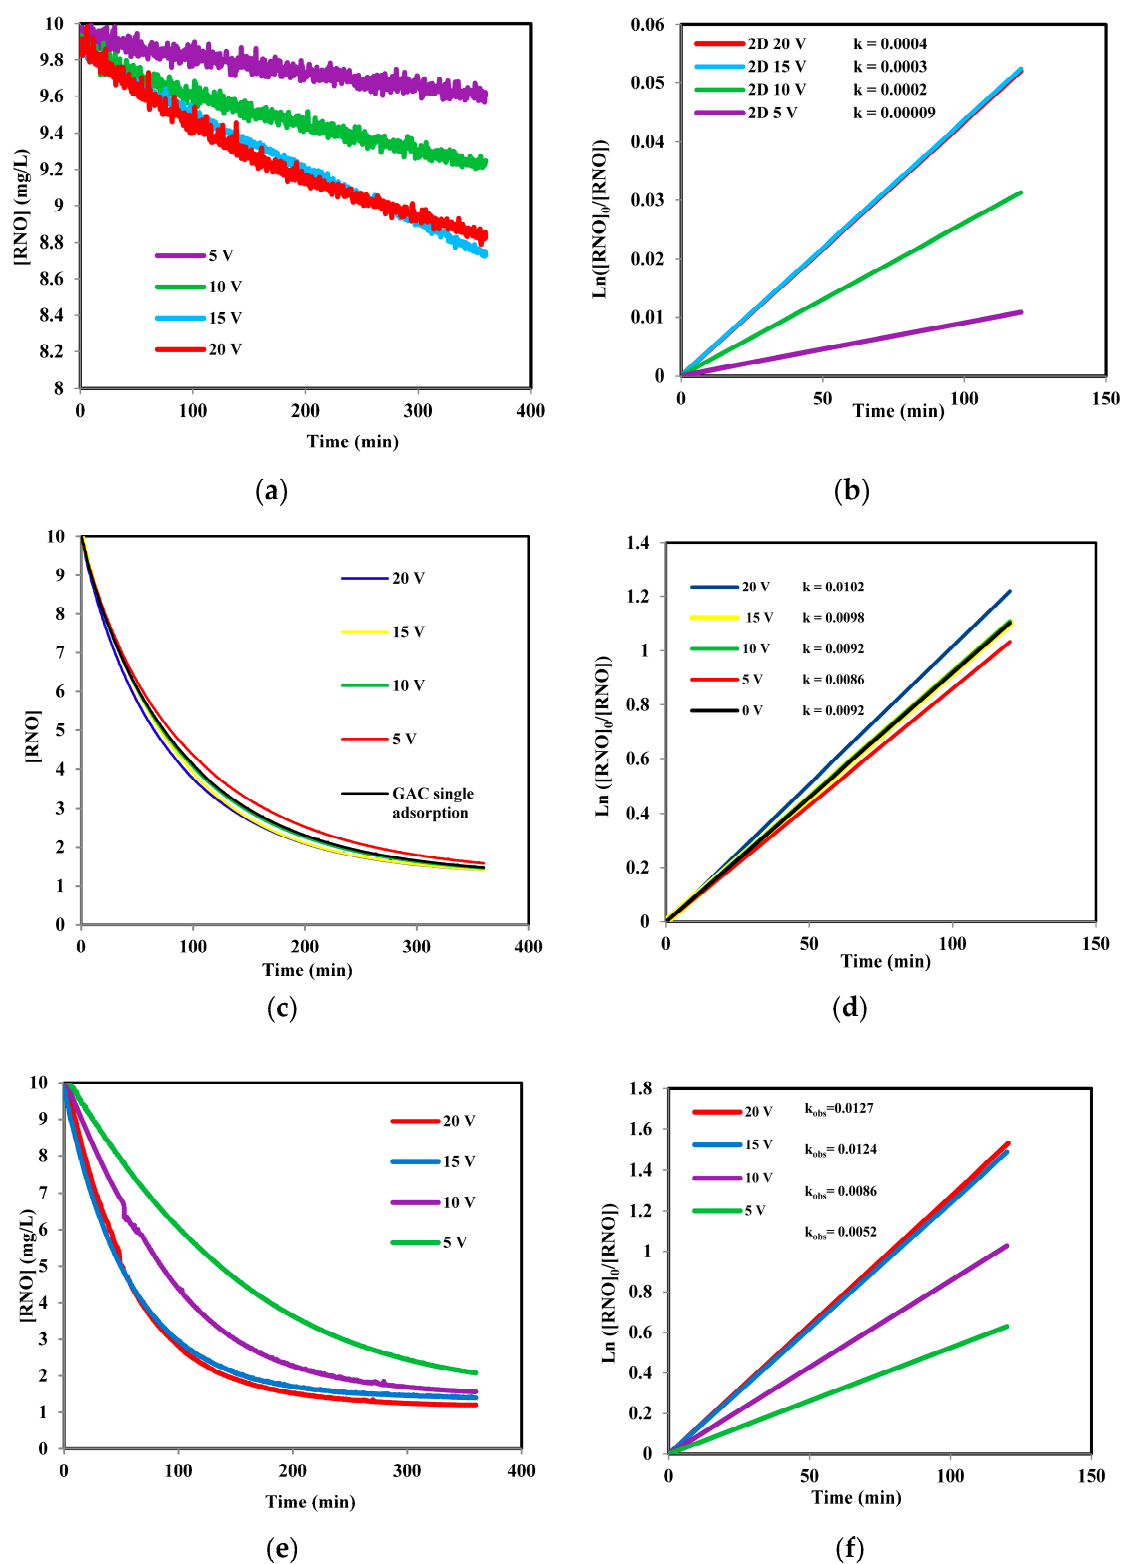 10
9.8
9.6
9.4
9.2
9
8.8
8.6
8.4
8.2
8
[RNO] (mg/L)
5 V
10 V
15 V
20 V
0
100
200
300
400
Time (min)
(a)
0.06
0.05
0.04
0.03
0.02
0.01
0
Ln([RNO]0/[RNO])
2D 20 V k = 0.0004
2D 15 V k = 0.0003
2D 10 V k = 0.0002
2D 5 V k = 0.00009
0
50
100
150
Time (min)
(b)
10
9
8
7
6
5
4
3
2
1
0
[RNO]
20 V
15 V
10 V
5 V
GAC single
adsorption
0
100
200
300
400
Time (min)
(c)
1.4
1.2
1
0.8
0.6
0.4
0.2
0
Ln ([RNO]0/[RNO])
20 V k = 0.0102
15 V k = 0.0098
10 V k = 0.0092
5 V k = 0.0086
0 V k = 0.0092
0
50
100
150
Time (min)
(d)
10
9
8
7
6
5
4
3
2
1
0
[RNO] (mg/L)
20 V
15 V
10 V
5 V
0
100
200
300
400
Time (min)
(e)
1.8
1.6
1.4
1.2
1
0.8
0.6
0.4
0.2
0
Ln ([RNO]0/[RNO])
20 V kobs=0.0127
15 V kobs=0.0124
10 V kobs=0.0086
5 V kobs= 0.0052
0
50
100
150
Time (min)
(f)